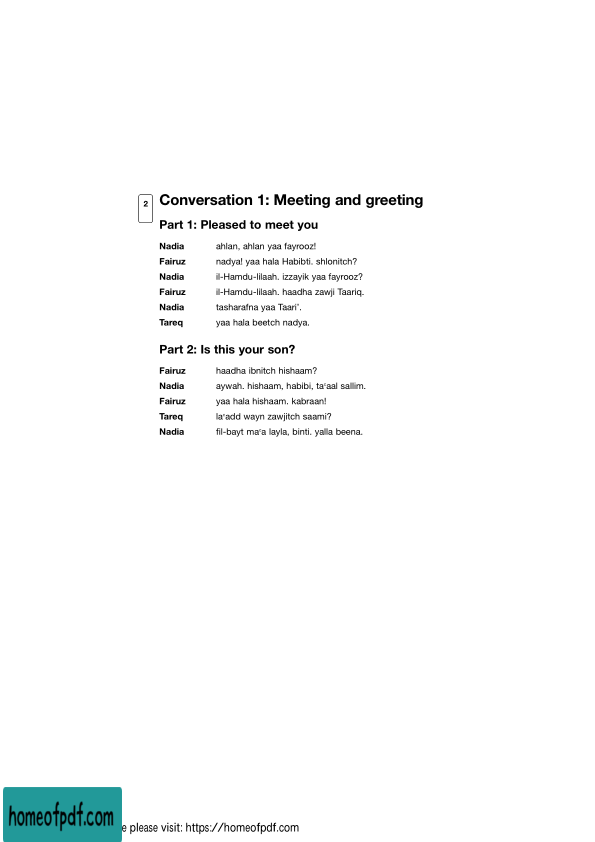 2
Conversation 1: Meeting and greeting
Part 1: Pleased to meet you
Nadia ahlan, ahlan yaa fayrooz!
Fairuz nadya! yaa hala Habibti. shlonitch?
Nadia il-Hamdu-lilaah. izzayik yaa fayrooz?
Fairuz il-Hamdu-lilaah. haadha zawji Taariq.
Nadia tasharafna yaa Taari'.
Tareq yaa hala beetch nadya.
Part 2: Is this your son?
Fairuz haadha ibnitch hishaam?
Nadia aywah. hishaam, habibi, taʿaal sallim.
Fairuz yaa hala hishaam. kabraan!
Tareq laʿadd wayn zawjitch saami?
Nadia fil-bayt maʿa layla, binti. yalla beena.
homeofpdf.com
e please visit: https://homeofpdf.com